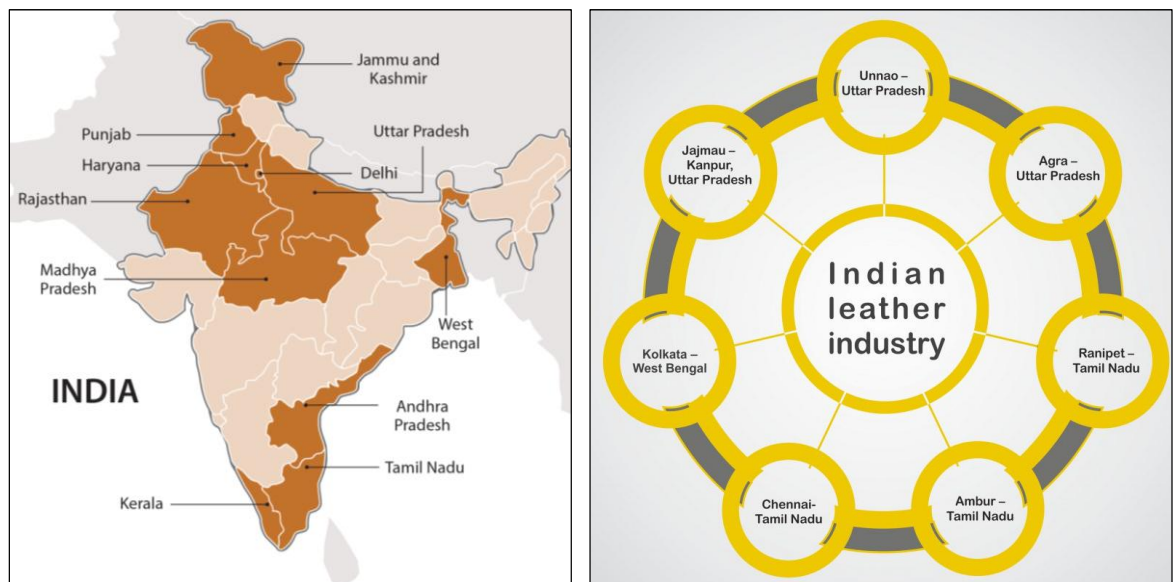 Jammu and
Kashmir
Punjab
Uttar Pradesh
Haryana
Delhi
Rajasthan
Madhya
Pradesh
West
Bengal
INDIA
Andhra
Pradesh
Tamil Nadu
Kerala
Unnao –
Uttar Pradesh
Jajmau –
Kanpur,
Uttar Pradesh
Agra –
Uttar Pradesh
Indian
leather
industry
Kolkata –
West Bengal
Ranipet –
Tamil Nadu
Chennai-
Tamil Nadu
Ambur –
Tamil Nadu